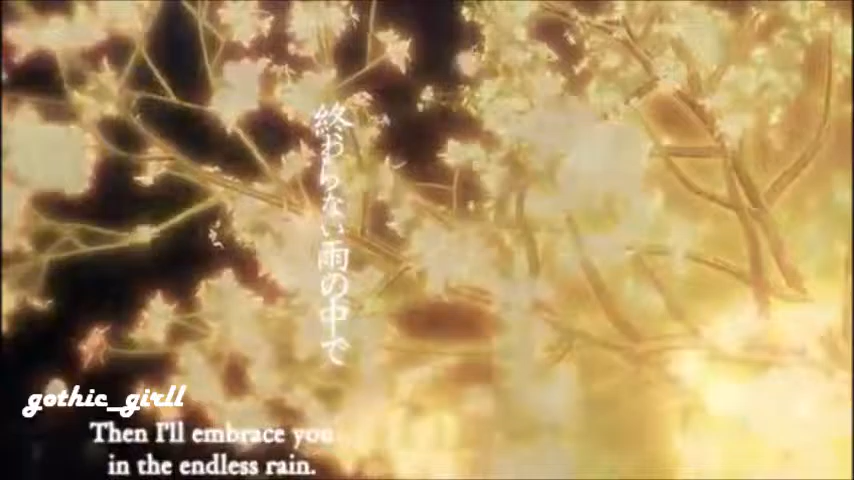 終わらない雨の中で
gothic_girll
Then I'll embrace you
in the endless rain.